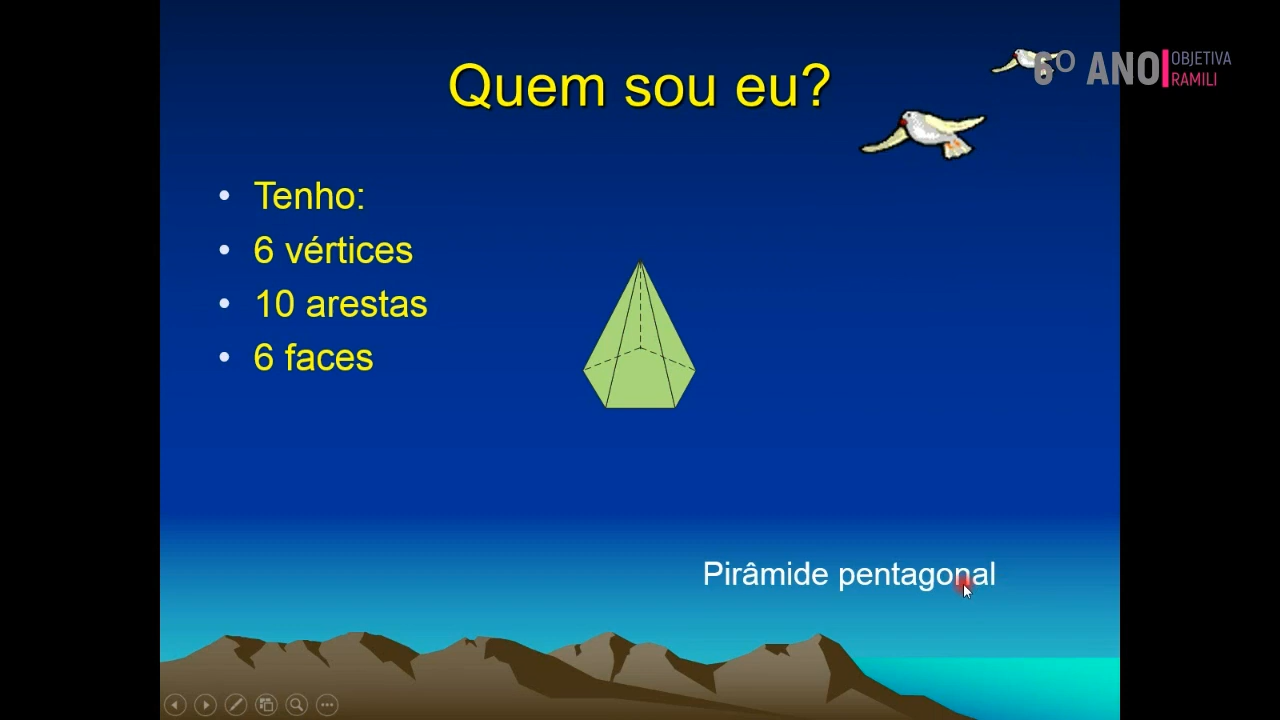 Quem sou eu?
6º ANO
OBJETIVA
RAMILI
• Tenho:
• 6 vértices
• 10 arestas
• 6 faces
Pirâmide pentagonal